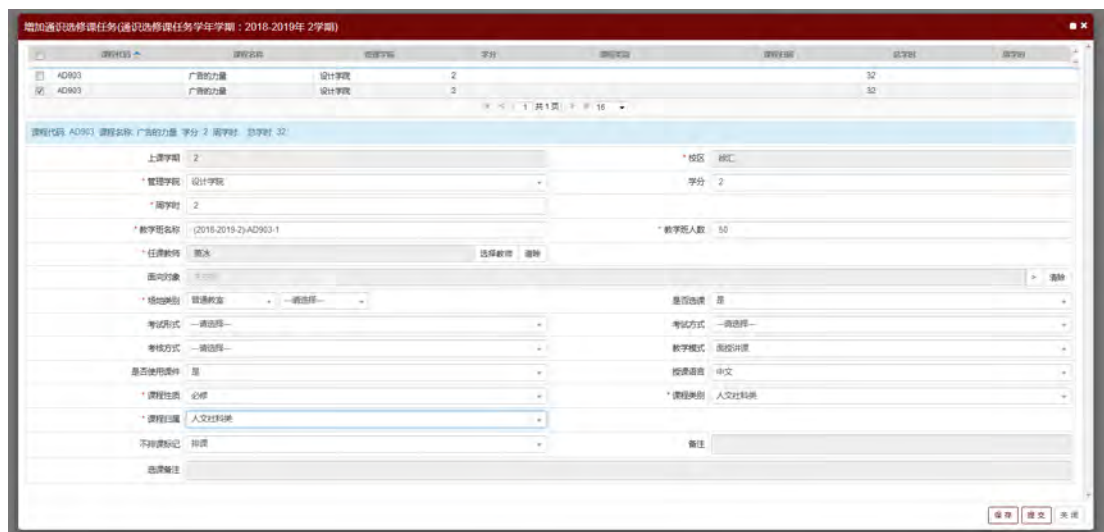 增加通识选修课任务(通识选修课任务学年学期：2018-2019年 2学期)
课程代码 课程名称 管理学院 学分 课程类别 课程归属 总学时 周学时
AD903 广告的力量 设计学院 2 32
AD903 广告的力量 设计学院 2 32
1 共1页 15
课程代码 AD903 课程名称 广告的力量 学分 2 周学时 总学时 32
上课学期 2 *校区 徐汇
*管理学院 设计学院 学分 2
*周学时 2
*教学班名称 (2018-2019-2)-AD903-1 *教学班人数 50
*任课教师 选择教师 清除
面向对象 > 清除
*场地类别 普通教室 ---请选择--- 是否选课 是
考试形式 ---请选择--- 考试方式 ---请选择---
考核方式 ---请选择--- 教学模式 面授讲课
是否使用课件 是 授课语言 中文
*课程性质 必修 *课程类别 人文社科类
*课程归属 人文社科类
不排课标记 排课 备注
选课备注
保存 提交 关闭